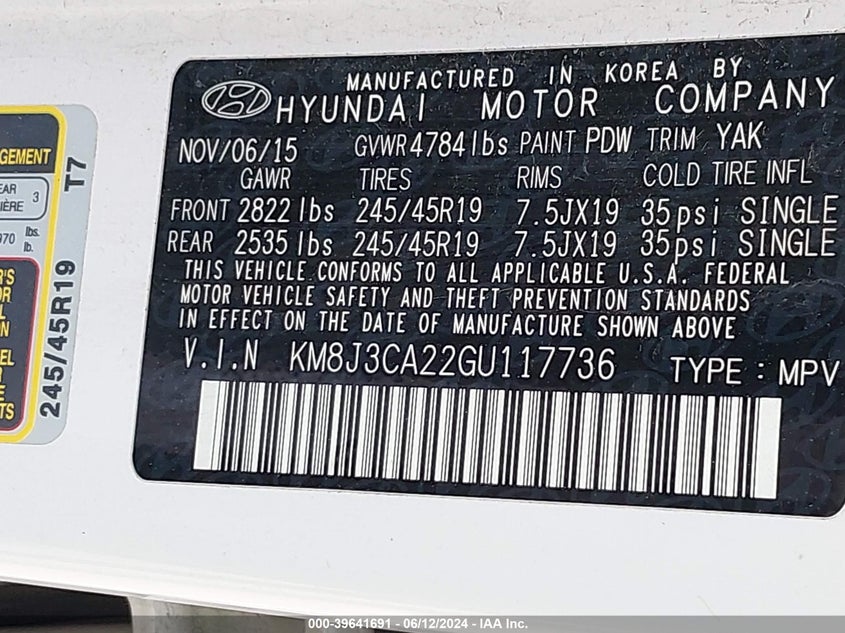 MANUFACTURED IN KOREA BY
HYUNDAI MOTOR COMPANY
NOV/06/15 GVWR 4784 lbs PAINT PDW TRIM YAK
GAWR TIRES RIMS COLD TIRE INFL
FRONT 2822 lbs 245/45R19 7.5JX19 35psi SINGLE
REAR 2535 lbs 245/45R19 7.5JX19 35psi SINGLE
THIS VEHICLE CONFORMS TO ALL APPLICABLE U.S.A. FEDERAL
MOTOR VEHICLE SAFETY AND THEFT PREVENTION STANDARDS
IN EFFECT ON THE DATE OF MANUFACTURE SHOWN ABOVE
V.I.N KM8J3CA22GU117736 TYPE : MPV
245/45R19 T7
3
970 lbs.
lb.
000-39641691 - 06/12/2024 - IAA Inc.